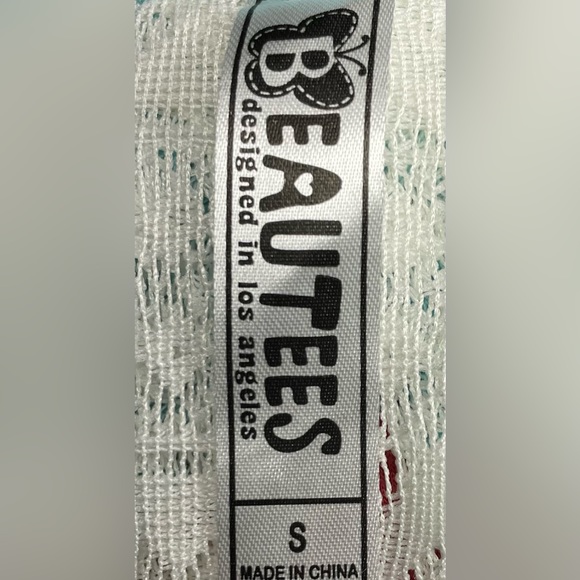 BEAUTEES
designed in los angeles
S
MADE IN CHINA